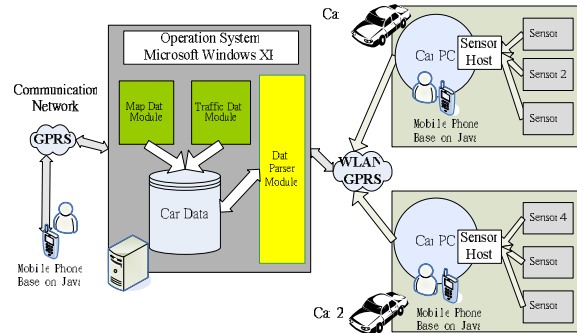 Communication
Network
GPRS
Mobile Phone
Base on Java
Operation System
Microsoft Windows XP
Map Dat
Module
Traffic Dat
Module
Car Data
Dat
Parser
Module
WLAN
GPRS
Ca
Car PC
Sensor
Host
Mobile Phone
Base on Java
Sensor
Sensor 2
Sensor
Car PC
Sensor
Host
Mobile Phone
Base on Java
Sensor 4
Sensor
Sensor
Ca 2